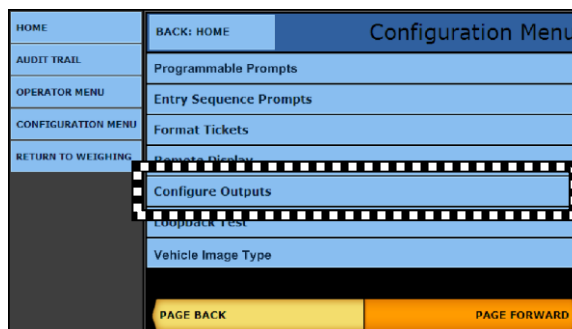 HOME
AUDIT TRAIL
OPERATOR MENU
CONFIGURATION MENU
RETURN TO WEIGHING
BACK: HOME
Configuration Menu
Programmable Prompts
Entry Sequence Prompts
Format Tickets
Remote Display
Configure Outputs
Loopback Test
Vehicle Image Type
PAGE BACK
PAGE FORWARD